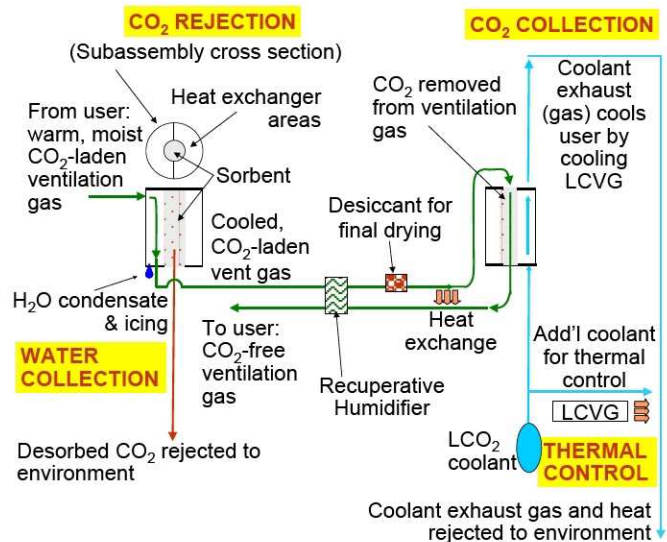 CO₂ REJECTION
(Subassembly cross section)
From user:
warm, moist
CO₂-laden
ventilation
gas
Heat exchanger
areas
Sorbent
Cooled,
CO₂-laden
vent gas
H₂O condensate
& icing
WATER
COLLECTION
Desorbed CO₂ rejected to
environment
To user:
CO₂-free
ventilation
gas
Recuperative
Humidifier
Desiccant for
final drying
Heat
exchange
CO₂ COLLECTION
CO₂ removed
from ventilation
gas
Coolant
exhaust
(gas) cools
user by
cooling
LCVG
Add'l coolant
for thermal
control
LCVG
LCO₂
coolant
THERMAL
CONTROL
Coolant exhaust gas and heat
rejected to environment